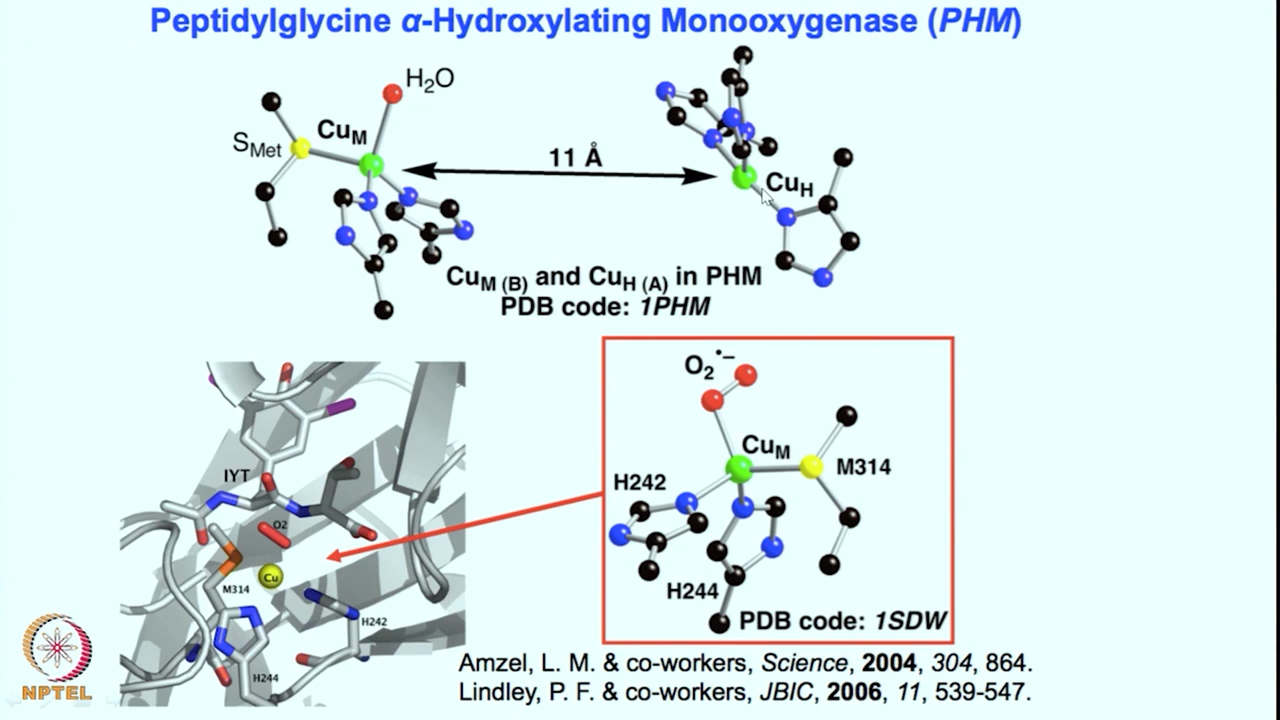 Peptidylglycine α-Hydroxylating Monooxygenase (PHM)
H₂O
CuM
SMet
11 Å
CuH
CuM (B) and CuH (A) in PHM
PDB code: 1PHM
O₂•–
CuM
M314
H242
H244
PDB code: 1SDW
IYT
O2
Cu
M314
H242
H244
NPTEL
Amzel, L. M. & co-workers, Science, 2004, 304, 864.
Lindley, P. F. & co-workers, JBIC, 2006, 11, 539-547.